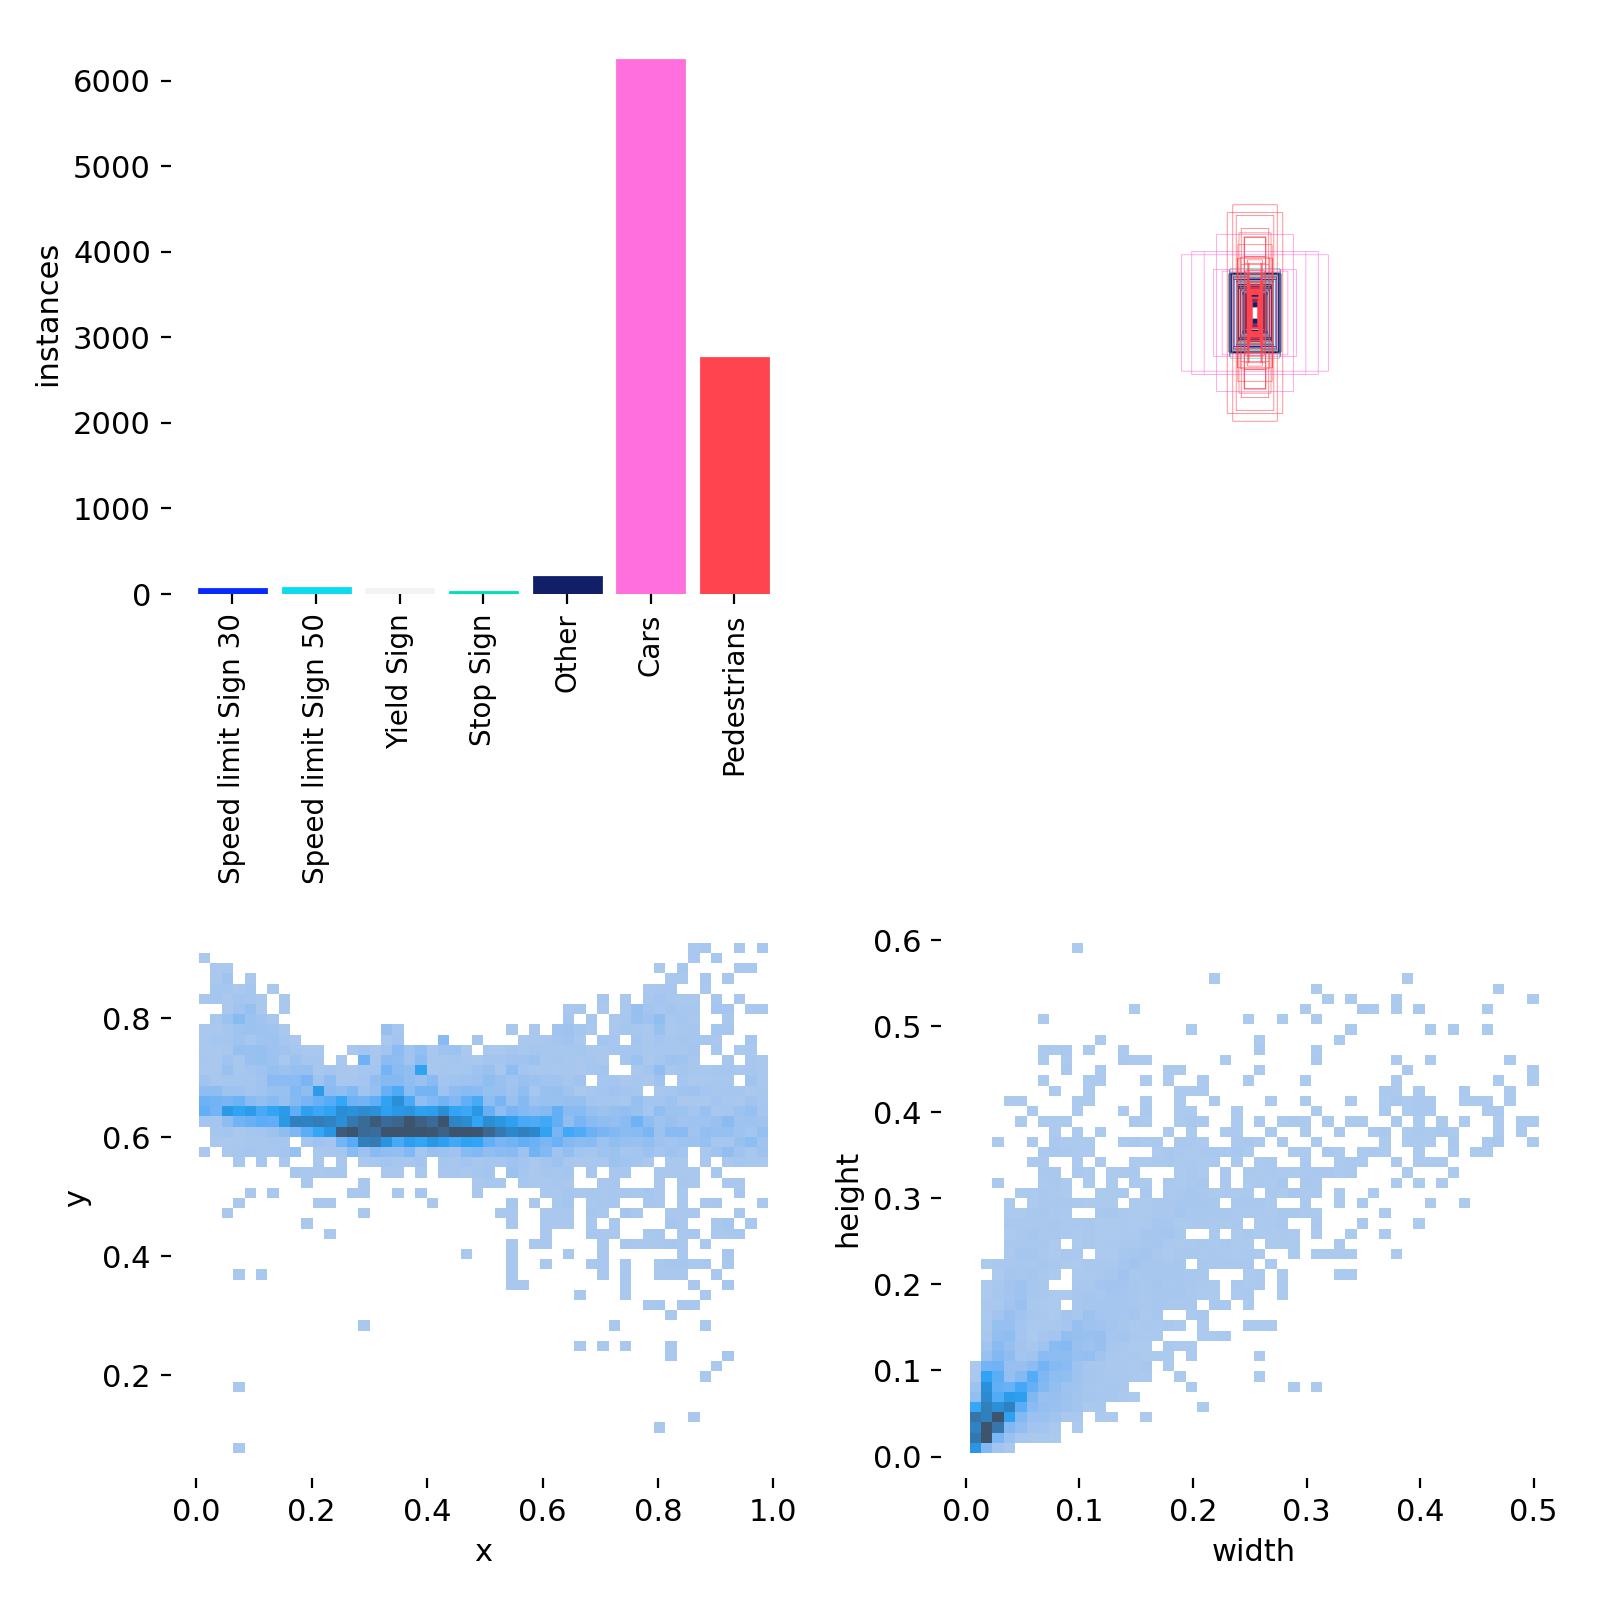 6000
5000
4000
3000
2000
1000
0
instances
Speed limit Sign 30
Speed limit Sign 50
Yield Sign
Stop Sign
Other
Cars
Pedestrians
0.8
0.6
0.4
0.2
y
0.0 0.2 0.4 0.6 0.8 1.0
x
0.6
0.5
0.4
0.3
0.2
0.1
0.0
height
0.0 0.1 0.2 0.3 0.4 0.5
width